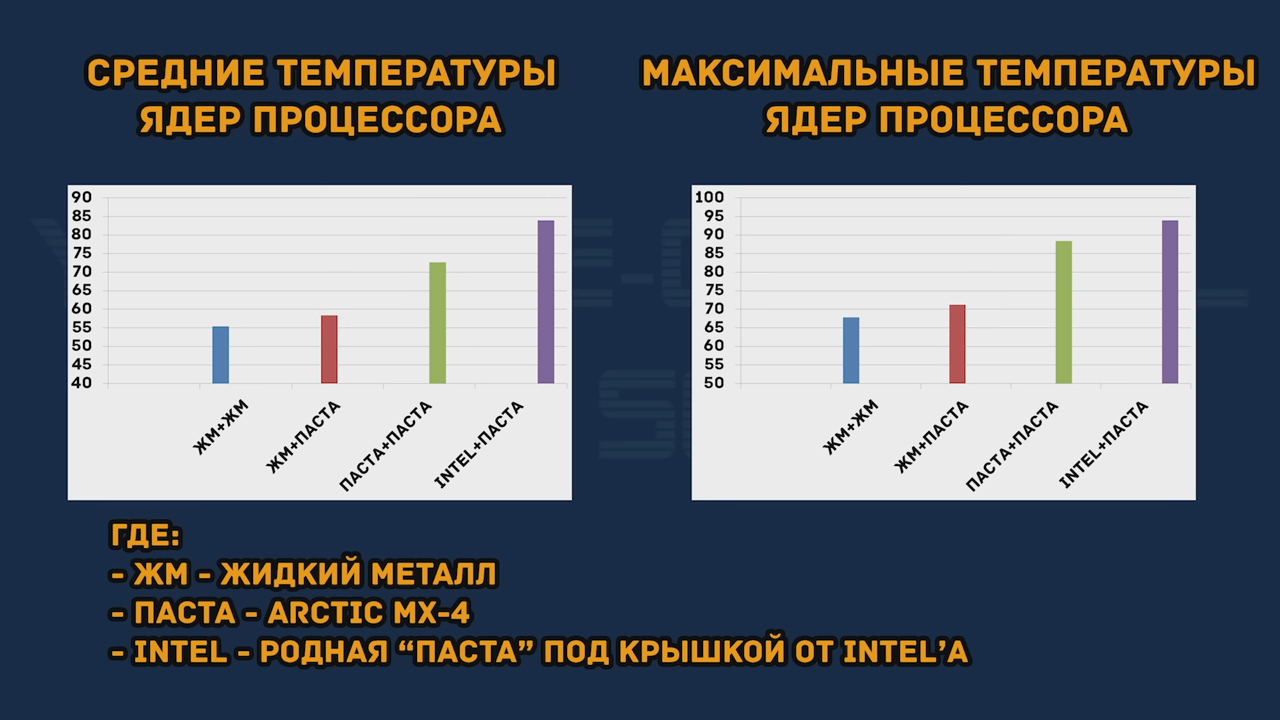 СРЕДНИЕ ТЕМПЕРАТУРЫ
ЯДЕР ПРОЦЕССОРА
90
85
80
75
70
65
60
55
50
45
40
ЖМ+ЖМ
ЖМ+ПАСТА
ПАСТА+ПАСТА
INTEL+ПАСТА
МАКСИМАЛЬНЫЕ ТЕМПЕРАТУРЫ
ЯДЕР ПРОЦЕССОРА
100
95
90
85
80
75
70
65
60
55
50
ЖМ+ЖМ
ЖМ+ПАСТА
ПАСТА+ПАСТА
INTEL+ПАСТА
ГДЕ:
- ЖМ - ЖИДКИЙ МЕТАЛЛ
- ПАСТА - ARCTIC MX-4
- INTEL - РОДНАЯ “ПАСТА” ПОД КРЫШКОЙ ОТ INTEL’А